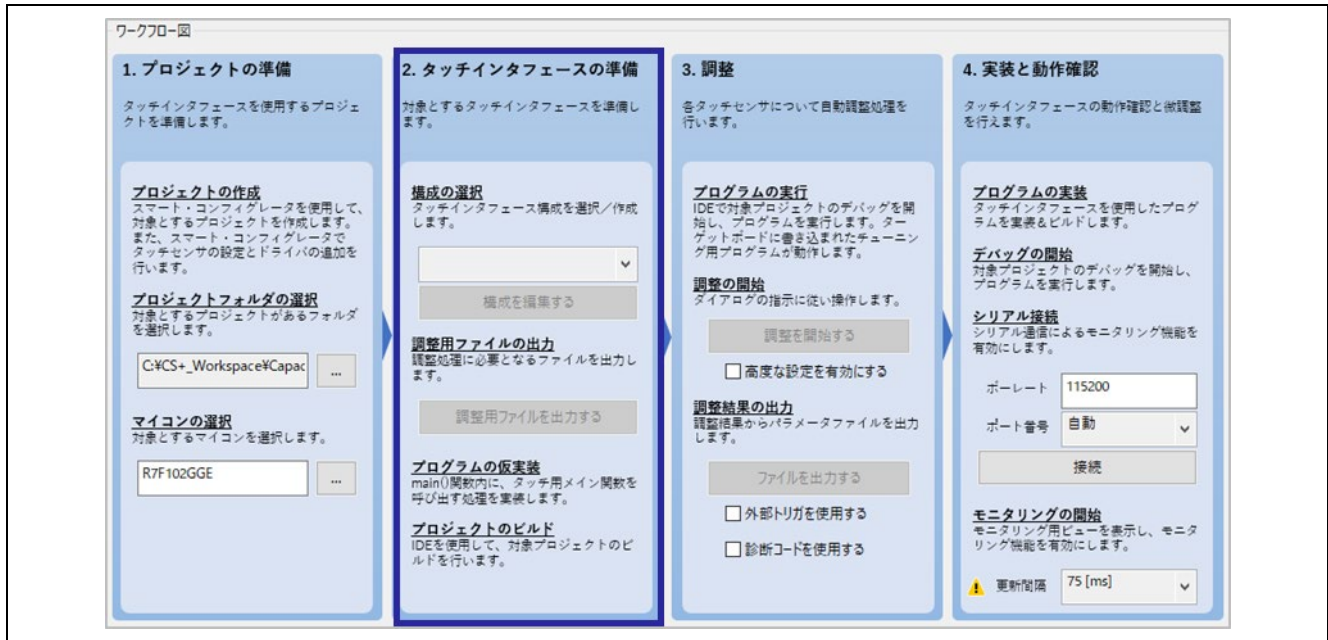 ワークフロー図
1. プロジェクトの準備
タッチインタフェースを使用するプロジェ
クトを準備します。
プロジェクトの作成
スマート・コンフィグレータを使用して、
対象とするプロジェクトを作成します。
また、スマート・コンフィグレータで
タッチセンサの設定とドライバの追加を
行います。
プロジェクトフォルダの選択
対象とするプロジェクトがあるフォルダ
を選択します。
C:¥CS+_Workspace¥Capac
...
マイコンの選択
対象とするマイコンを選択します。
R7F102GGE
...
2. タッチインタフェースの準備
対象とするタッチインタフェースを準備し
ます。
構成の選択
タッチインタフェース構成を選択／作成
します。
構成を編集する
調整用ファイルの出力
調整処理に必要となるファイルを出力し
ます。
調整用ファイルを出力する
プログラムの仮実装
main()関数内に、タッチ用メイン関数を
呼び出す処理を実装します。
プロジェクトのビルド
IDEを使用して、対象プロジェクトのビ
ルドを行います。
3. 調整
各タッチセンサについて自動調整処理を
行います。
プログラムの実行
IDEで対象プロジェクトのデバッグを開
始し、プログラムを実行します。ター
ゲットボードに書き込まれたチューニン
グ用プログラムが動作します。
調整の開始
ダイアログの指示に従い操作します。
調整を開始する
高度な設定を有効にする
調整結果の出力
調整結果からパラメータファイルを出力
します。
ファイルを出力する
外部トリガを使用する
診断コードを使用する
4. 実装と動作確認
タッチインタフェースの動作確認と微調整
を行えます。
プログラムの実装
タッチインタフェースを使用したプログ
ラムを実装&ビルドします。
デバッグの開始
対象プロジェクトのデバッグを開始し、
プログラムを実行します。
シリアル接続
シリアル通信によるモニタリング機能を
有効にします。
ボーレート 115200
ポート番号 自動
接続
モニタリングの開始
モニタリング用ビューを表示し、モニタ
リング機能を有効にします。
更新間隔 75 [ms]